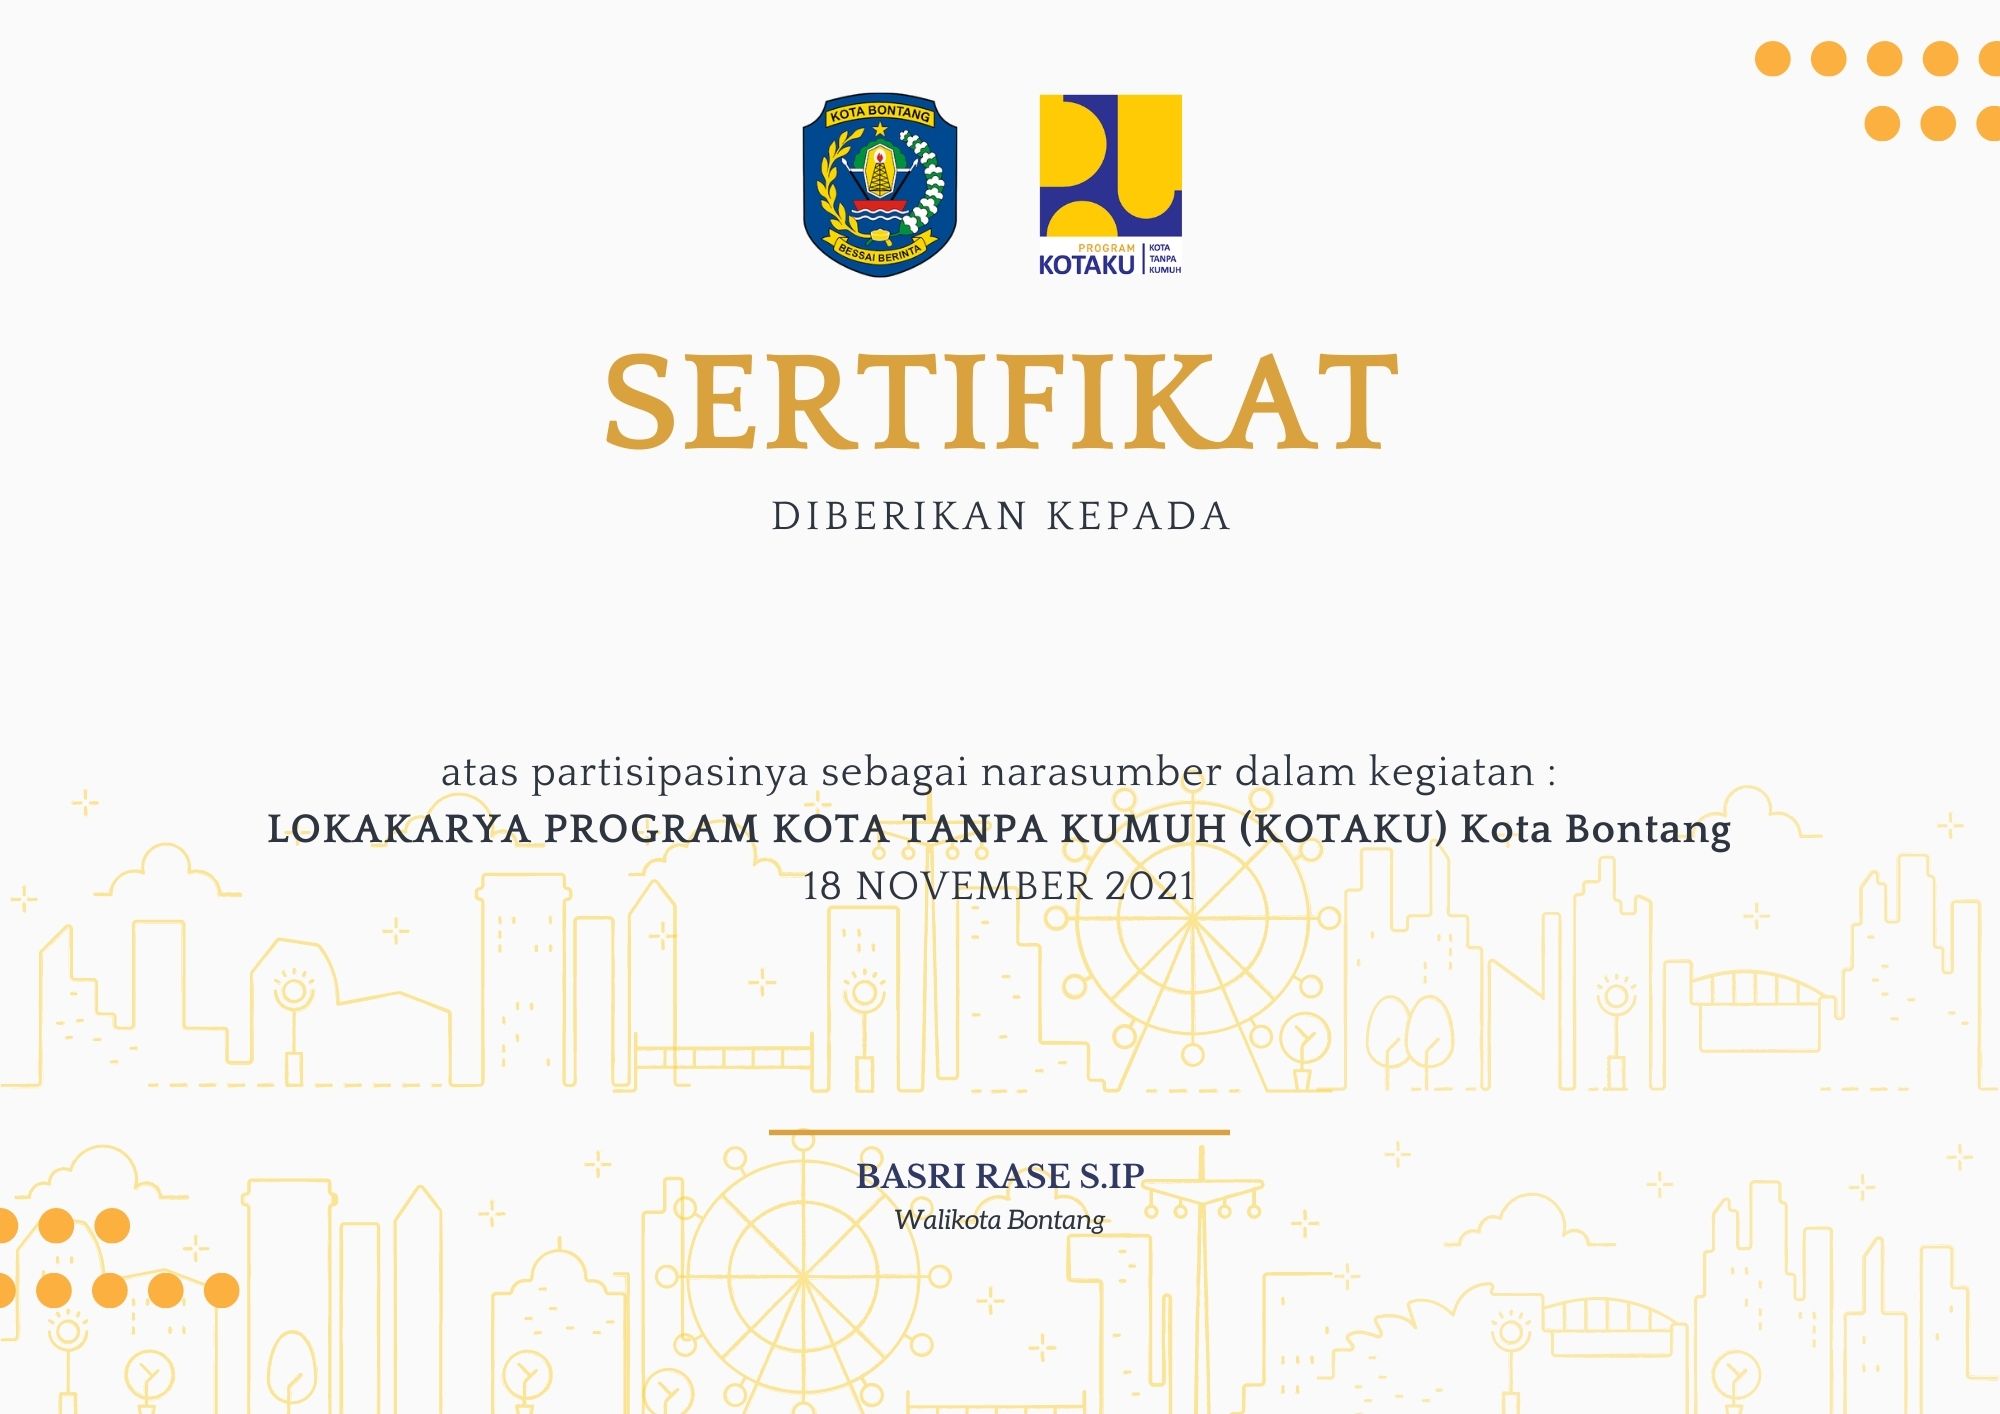 KOTA BONTANG
BESSAI BERINTA
PROGRAM
KOTAKU
KOTA
TANPA
KUMUH
SERTIFIKAT
DIBERIKAN KEPADA
atas partisipasinya sebagai narasumber dalam kegiatan :
LOKAKARYA PROGRAM KOTA TANPA KUMUH (KOTAKU) Kota Bontang
18 NOVEMBER 2021
BASRI RASE S.IP
Walikota Bontang